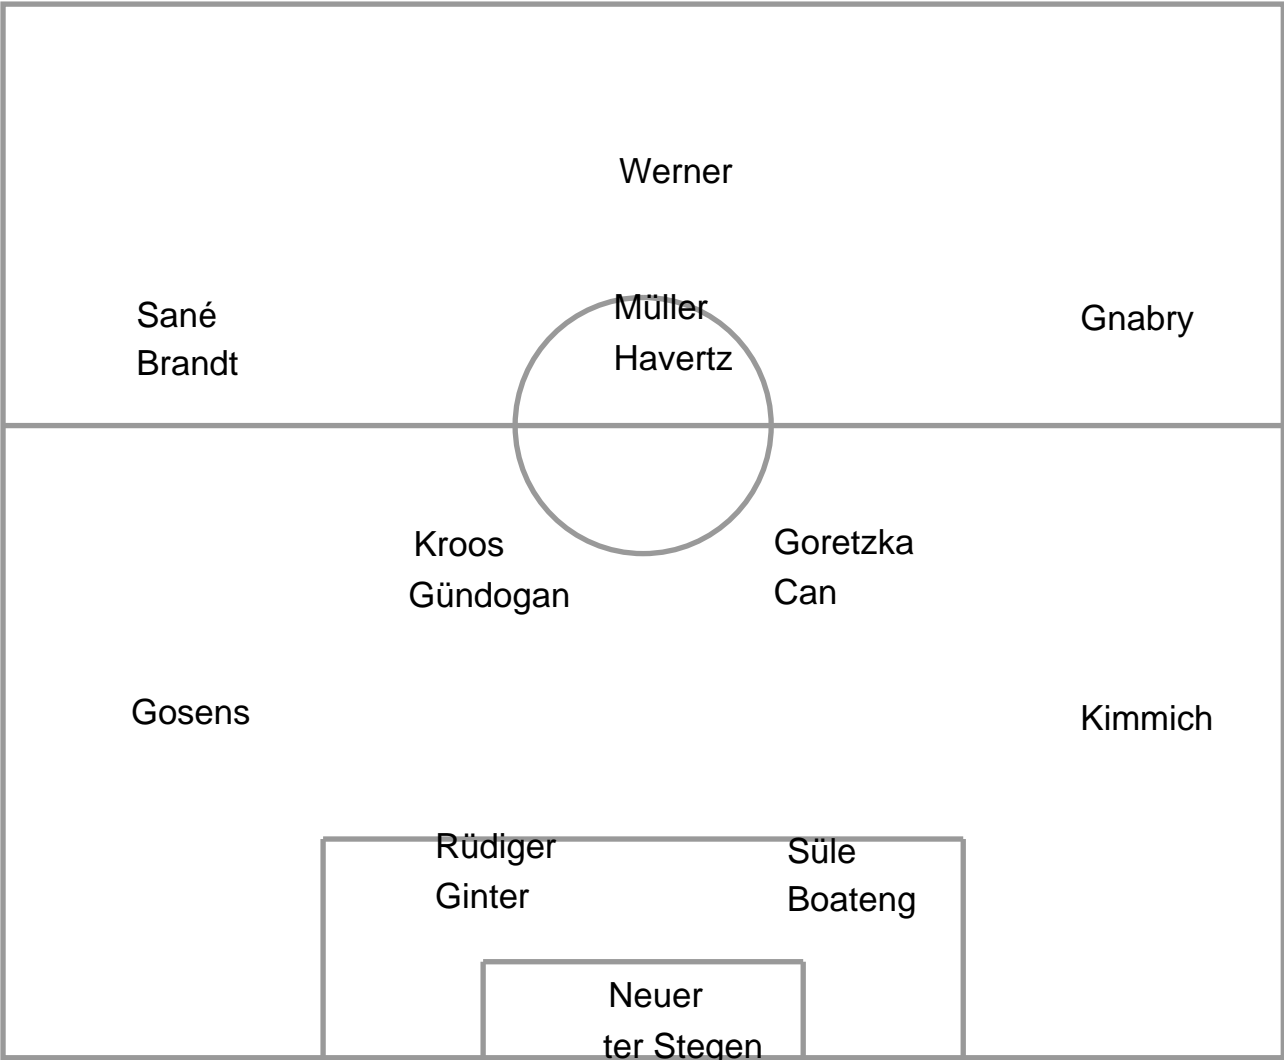 Werner
Sané
Brandt
Müller
Havertz
Gnabry
Kroos
Gündogan
Goretzka
Can
Gosens
Kimmich
Rüdiger
Ginter
Süle
Boateng
Neuer
ter Stegen